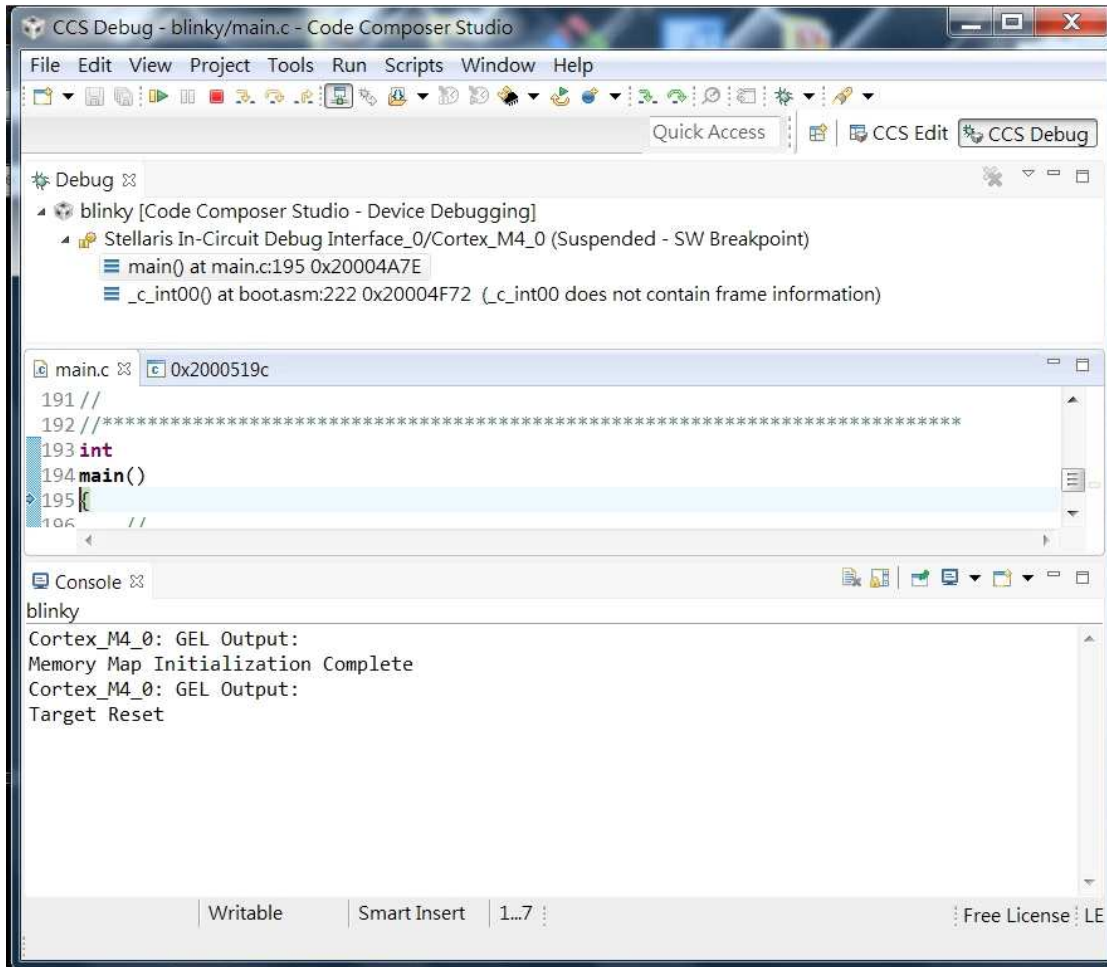 CCS Debug - blinky/main.c - Code Composer Studio
File Edit View Project Tools Run Scripts Window Help
Quick Access CCS Edit CCS Debug
Debug
blinky [Code Composer Studio - Device Debugging]
Stellaris In-Circuit Debug Interface_0/Cortex_M4_0 (Suspended - SW Breakpoint)
main() at main.c:195 0x20004A7E
_c_int00() at boot.asm:222 0x20004F72 (_c_int00 does not contain frame information)
main.c 0x2000519c
191 //
192 //*****************************************************************************
193 int
194 main()
195 {
196 //
Console
blinky
Cortex_M4_0: GEL Output:
Memory Map Initialization Complete
Cortex_M4_0: GEL Output:
Target Reset
Writable Smart Insert 1...7 Free License LE